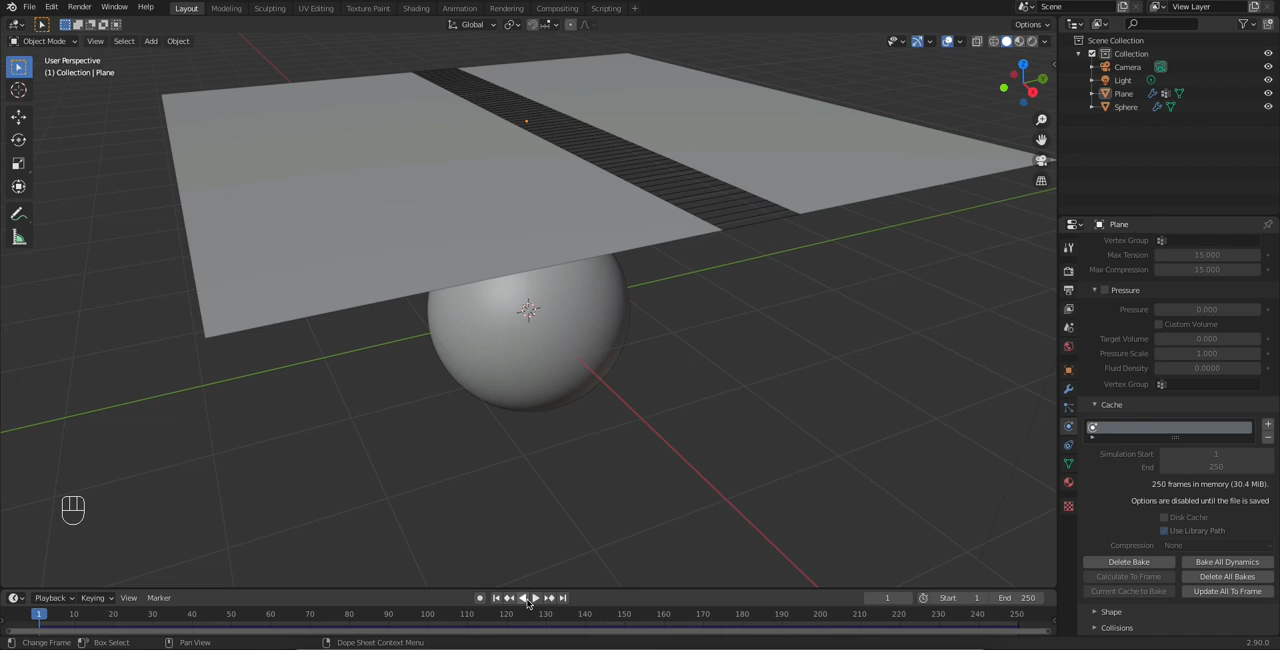 File Edit Render Window Help Layout Modeling Sculpting UV Editing Texture Paint Shading Animation Rendering Compositing Scripting + Scene View Layer
Global Options
Object Mode View Select Add Object
User Perspective
(1) Collection | Plane
X
Y
Z
Scene Collection
Collection
Camera
Light
Plane
Sphere
Plane
Vertex Group
Max Tension 15.000
Max Compression 15.000
Pressure
Pressure 0.000
Custom Volume
Target Volume 0.000
Pressure Scale 1.000
Fluid Density 0.0000
Vertex Group
Cache
Simulation Start 1
End 250
250 frames in memory (30.4 MiB).
Options are disabled until the file is saved
Disk Cache
Use Library Path
Compression None
Delete Bake Bake All Dynamics
Calculate To Frame Delete All Bakes
Current Cache to Bake Update All To Frame
Shape
Collisions
Playback Keying View Marker 1 Start 1 End 250
1 10 20 30 40 50 60 70 80 90 100 110 120 130 140 150 160 170 180 190 200 210 220 230 240 250
Change Frame Box Select Pan View Dope Sheet Context Menu 2.90.0